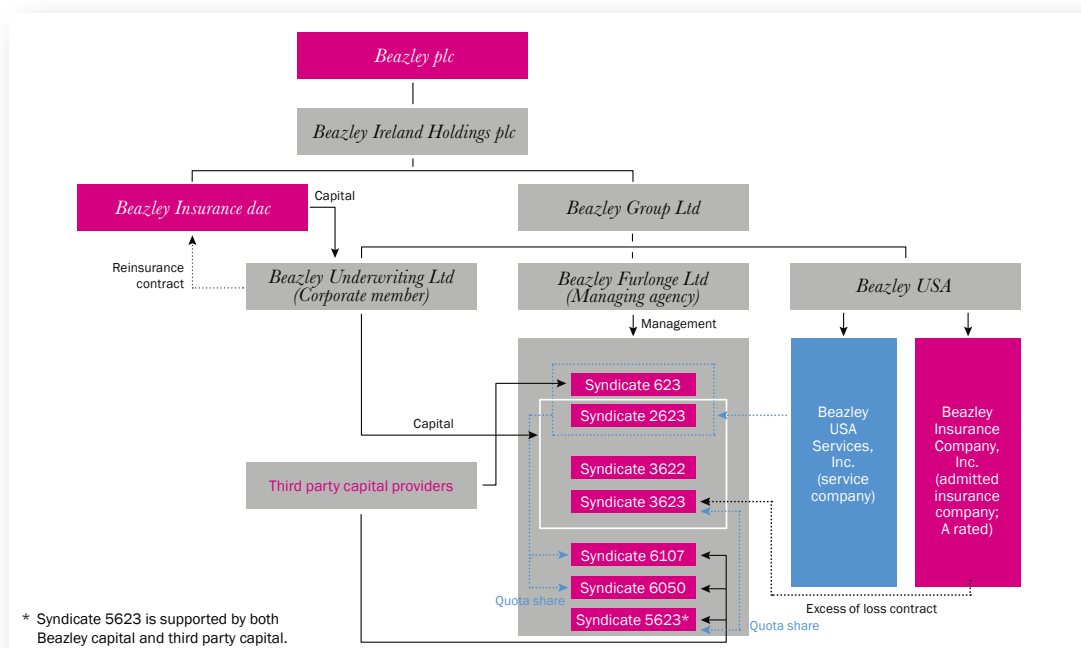 Beazley plc
Beazley Ireland Holdings plc
Beazley Insurance dac
Capital
Beazley Group Ltd
Reinsurance
contract
Beazley Underwriting Ltd
(Corporate member)
Beazley Furlonge Ltd
(Managing agency)
Beazley USA
Management
Syndicate 623
Syndicate 2623
Capital
Syndicate 3622
Third party capital providers
Syndicate 3623
Beazley
USA
Services,
Inc.
(service
company)
Beazley
Insurance
Company,
Inc.
(admitted
insurance
company;
A rated)
Syndicate 6107
Syndicate 6050
Quota share
Excess of loss contract
Syndicate 5623*
Quota share
* Syndicate 5623 is supported by both
Beazley capital and third party capital.